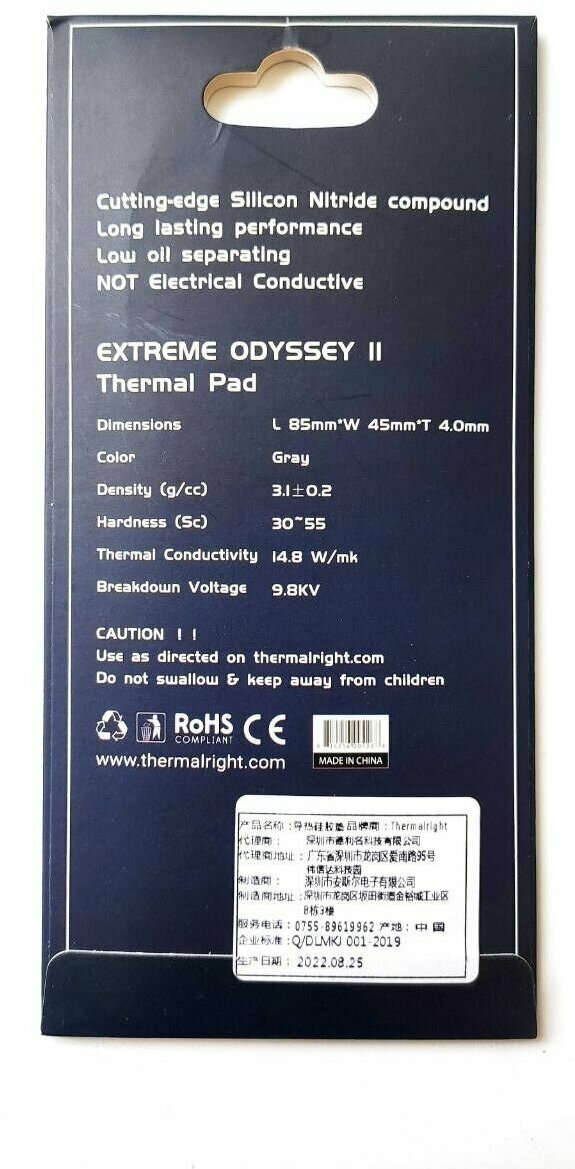 Cutting-edge Silicon Nitride compound
Long lasting performance
Low oil separating
NOT Electrical Conductive
EXTREME ODYSSEY II
Thermal Pad
Dimensions L 85mm*W 45mm*T 4.0mm
Color Gray
Density (g/cc) 3.1±0.2
Hardness (Sc) 30~55
Thermal Conductivity 14.8 W/mk
Breakdown Voltage 9.8KV
CAUTION ! !
Use as directed on thermalright.com
Do not swallow & keep away from children
RoHS CE
COMPLIANT
MADE IN CHINA
www.thermalright.com
产品名称:导热硅胶垫 品牌商:Thermalright
代理商: 深圳市德利名科技有限公司
代理商地址:广东省深圳市龙岗区爱南路95号
伟信达科技园
制造商: 深圳市安斯尔电子有限公司
制造商地址:深圳市龙岗区坂田街道金裕城工业区
B栋3楼
服务电话:0755-89619962 产地:中 国
企业标准:Q/DLMKJ 001-2019
生产日期: 2022.08.25